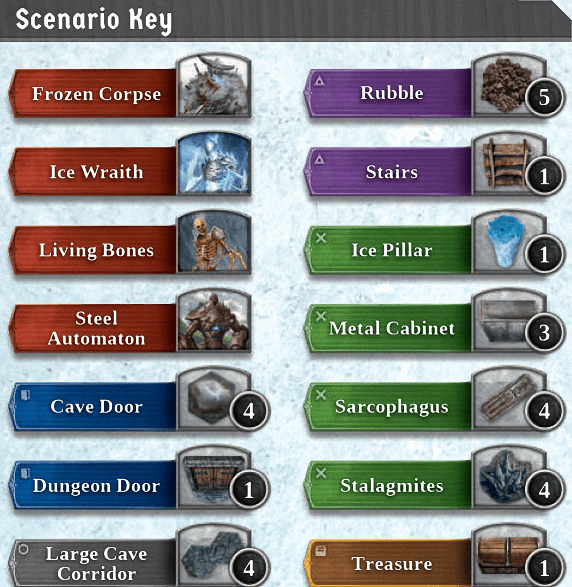 Scenario Key
Frozen Corpse
Ice Wraith
Living Bones
Steel
Automaton
Cave Door 4
Dungeon Door 1
Large Cave
Corridor 4
Rubble 5
Stairs 1
Ice Pillar 1
Metal Cabinet 3
Sarcophagus 4
Stalagmites 4
Treasure 1